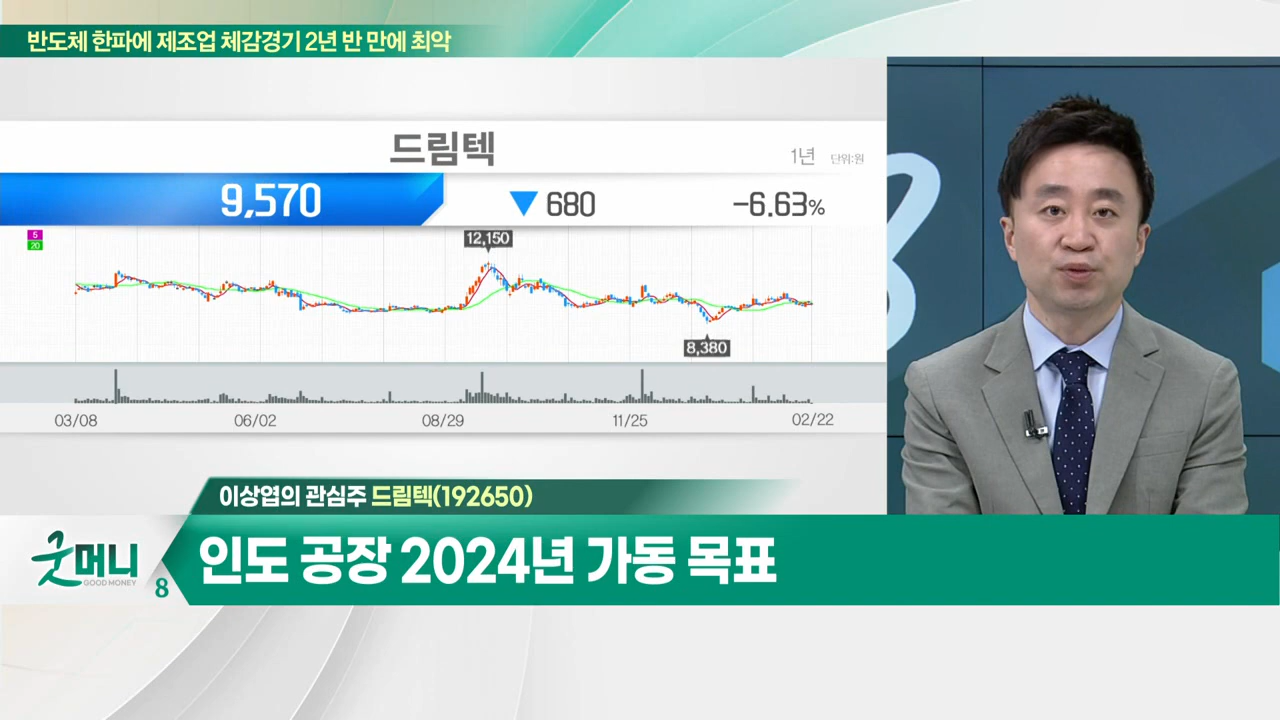 반도체 한파에 제조업 체감경기 2년 반 만에 최악
드림텍
1년 단위:원
9,570 ▼ 680 -6.63%
5
20
12,150
8,380
03/08 06/02 08/29 11/25 02/22
이상엽의 관심주 드림텍(192650)
굿머니
GOOD MONEY
8
인도 공장 2024년 가동 목표